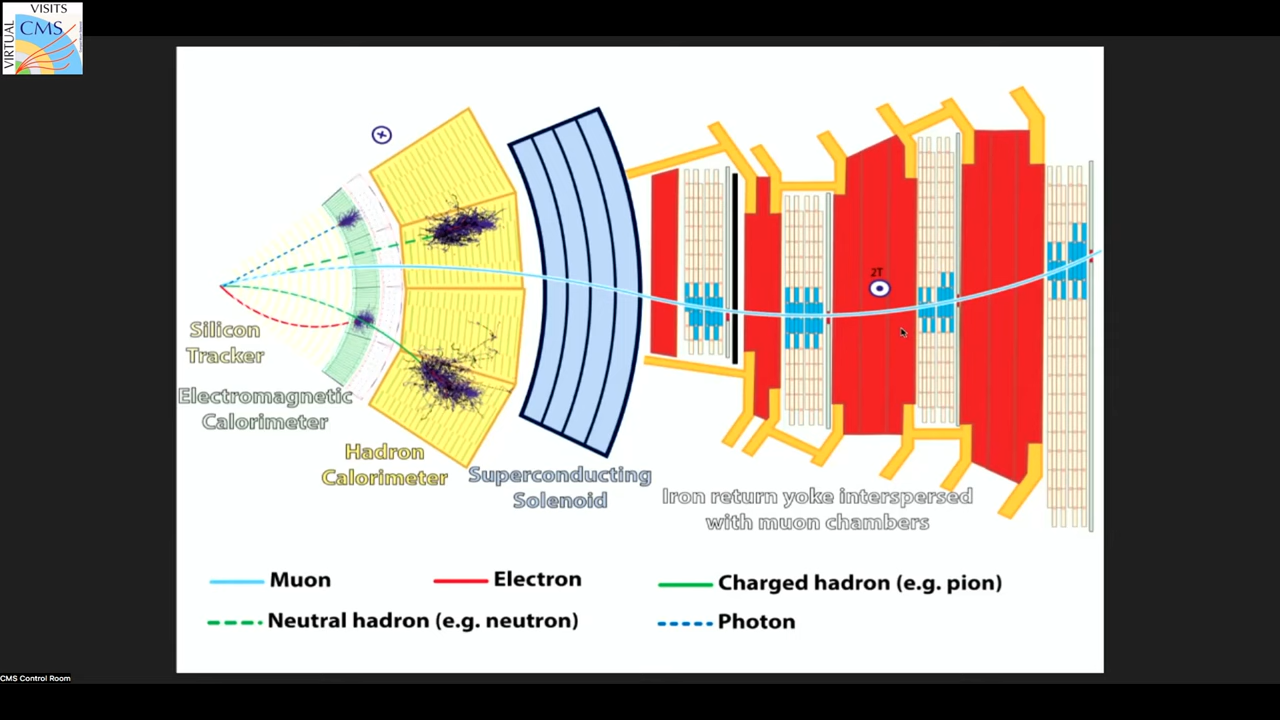 VISITS
VIRTUAL
CMS
2T
Silicon
Tracker
Electromagnetic
Calorimeter
Hadron
Calorimeter
Superconducting
Solenoid
Iron return yoke interspersed
with muon chambers
Muon
Electron
Charged hadron (e.g. pion)
Neutral hadron (e.g. neutron)
Photon
CMS Control Room